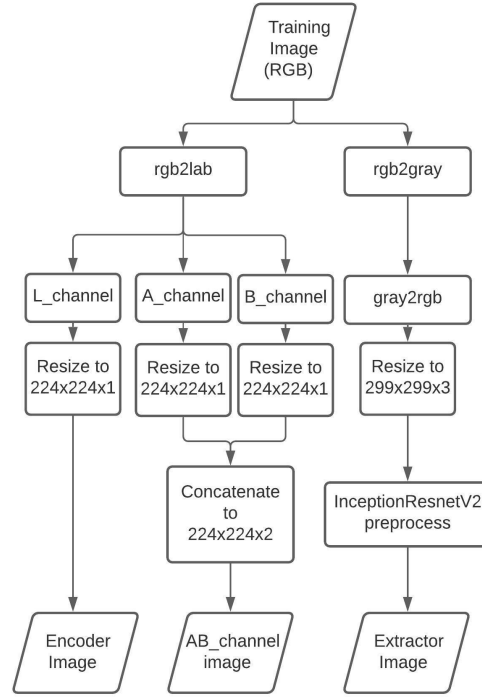 Training
Image
(RGB)
rgb2lab
rgb2gray
L_channel
A_channel
B_channel
gray2rgb
Resize to
224x224x1
Resize to
224x224x1
Resize to
224x224x1
Resize to
299x299x3
Concatenate
to
224x224x2
InceptionResnetV2
preprocess
Encoder
Image
AB_channel
image
Extractor
Image